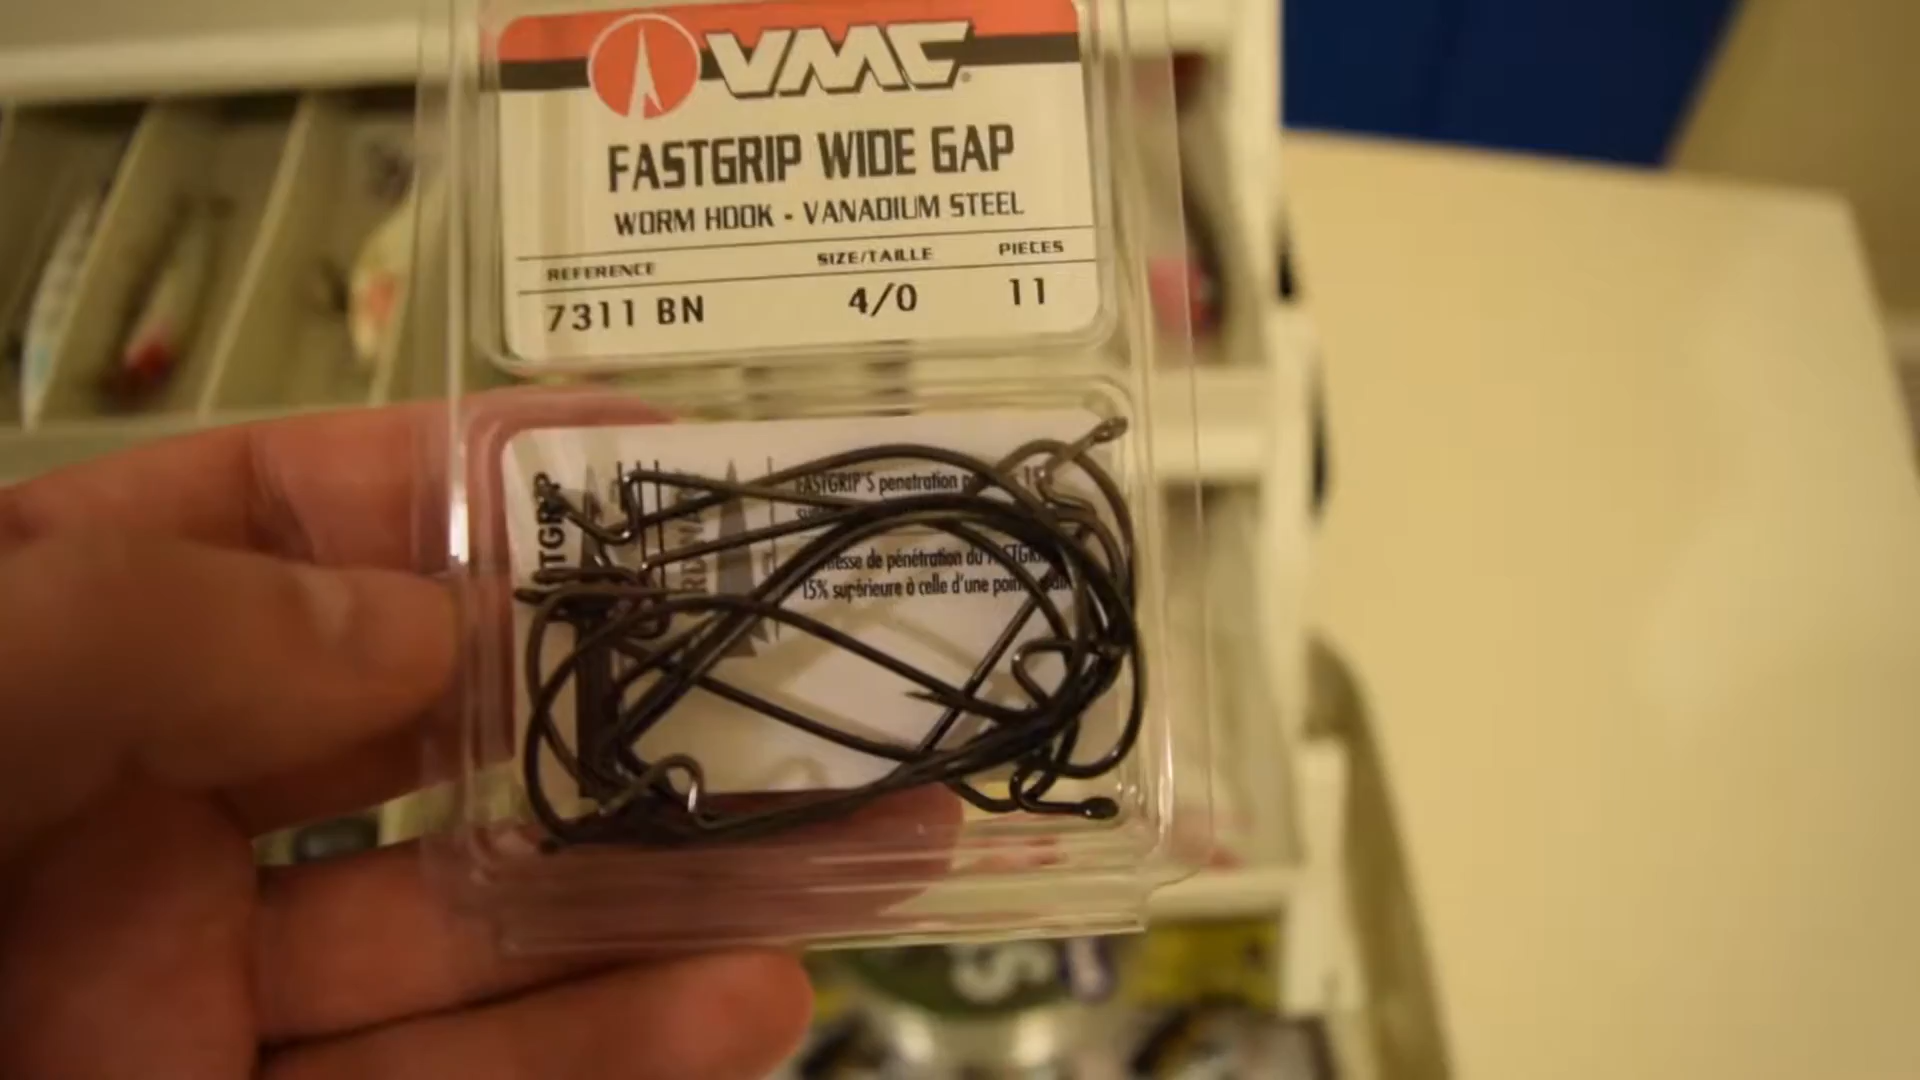 VMC
FASTGRIP WIDE GAP
WORM HOOK - VANADIUM STEEL
REFERENCE SIZE/TAILLE PIECES
7311 BN 4/0 11
FASTGRIP'S penetration
de pénétration du
15% supérieure à celle d'une